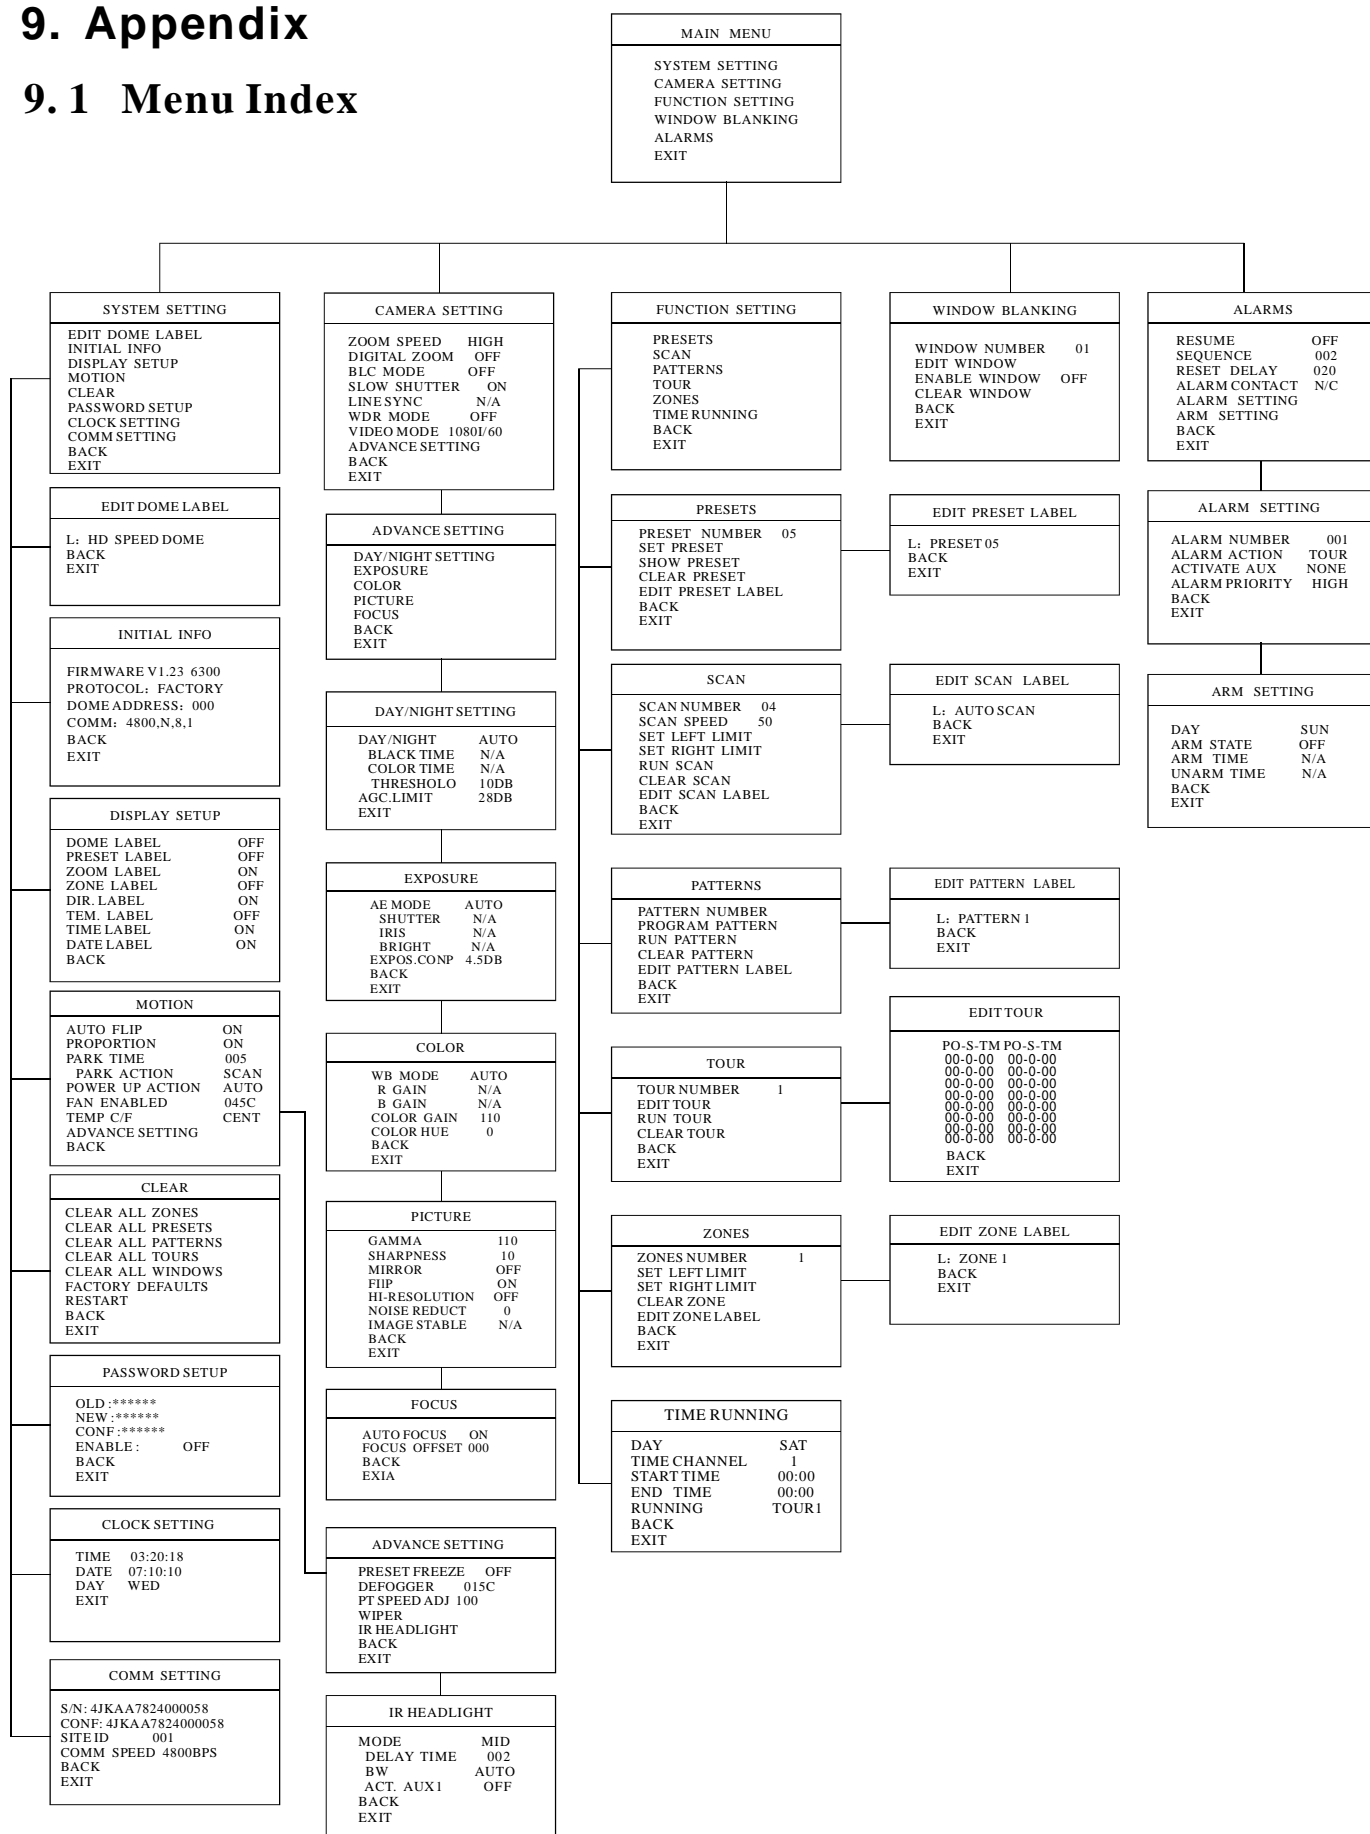 9. Appendix
9. 1 Menu Index
MAIN MENU
SYSTEM SETTING
CAMERA SETTING
FUNCTION SETTING
WINDOW BLANKING
ALARMS
EXIT
SYSTEM SETTING
EDIT DOME LABEL
INITIAL INFO
DISPLAY SETUP
MOTION
CLEAR
PASSWORD SETUP
CLOCK SETTING
COMM SETTING
BACK
EXIT
EDIT DOME LABEL
L: HD SPEED DOME
BACK
EXIT
INITIAL INFO
FIRMWARE V1.23 6300
PROTOCOL: FACTORY
DOME ADDRESS: 000
COMM: 4800,N,8,1
BACK
EXIT
DISPLAY SETUP
DOME LABEL OFF
PRESET LABEL OFF
ZOOM LABEL ON
ZONE LABEL OFF
DIR. LABEL ON
TEM. LABEL OFF
TIME LABEL ON
DATE LABEL ON
BACK
MOTION
AUTO FLIP ON
PROPORTION ON
PARK TIME 005
PARK ACTION SCAN
POWER UP ACTION AUTO
FAN ENABLED 045C
TEMP C/F CENT
ADVANCE SETTING
BACK
CLEAR
CLEAR ALL ZONES
CLEAR ALL PRESETS
CLEAR ALL PATTERNS
CLEAR ALL TOURS
CLEAR ALL WINDOWS
FACTORY DEFAULTS
RESTART
BACK
EXIT
PASSWORD SETUP
OLD :******
NEW :******
CONF :******
ENABLE : OFF
BACK
EXIT
CLOCK SETTING
TIME 03:20:18
DATE 07:10:10
DAY WED
EXIT
COMM SETTING
S/N: 4JKAA7824000058
CONF: 4JKAA7824000058
SITE ID 001
COMM SPEED 4800BPS
BACK
EXIT
CAMERA SETTING
ZOOM SPEED HIGH
DIGITAL ZOOM OFF
BLC MODE OFF
SLOW SHUTTER ON
LINE SYNC N/A
WDR MODE OFF
VIDEO MODE 1080I/60
ADVANCE SETTING
BACK
EXIT
ADVANCE SETTING
DAY/NIGHT SETTING
EXPOSURE
COLOR
PICTURE
FOCUS
BACK
EXIT
DAY/NIGHT SETTING
DAY/NIGHT AUTO
BLACK TIME N/A
COLOR TIME N/A
THRESHOLO 10DB
AGC.LIMIT 28DB
EXIT
EXPOSURE
AE MODE AUTO
SHUTTER N/A
IRIS N/A
BRIGHT N/A
EXPOS.CONP 4.5DB
BACK
EXIT
COLOR
WB MODE AUTO
R GAIN N/A
B GAIN N/A
COLOR GAIN 110
COLOR HUE 0
BACK
EXIT
PICTURE
GAMMA 110
SHARPNESS 10
MIRROR OFF
FIIP ON
HI-RESOLUTION OFF
NOISE REDUCT 0
IMAGE STABLE N/A
BACK
EXIT
FOCUS
AUTO FOCUS ON
FOCUS OFFSET 000
BACK
EXIA
ADVANCE SETTING
PRESET FREEZE OFF
DEFOGGER 015C
PT SPEED ADJ 100
WIPER
IR HEADLIGHT
BACK
EXIT
IR HEADLIGHT
MODE MID
DELAY TIME 002
BW AUTO
ACT. AUX1 OFF
BACK
EXIT
FUNCTION SETTING
PRESETS
SCAN
PATTERNS
TOUR
ZONES
TIME RUNNING
BACK
EXIT
PRESETS
PRESET NUMBER 05
SET PRESET
SHOW PRESET
CLEAR PRESET
EDIT PRESET LABEL
BACK
EXIT
EDIT PRESET LABEL
L: PRESET 05
BACK
EXIT
SCAN
SCAN NUMBER 04
SCAN SPEED 50
SET LEFT LIMIT
SET RIGHT LIMIT
RUN SCAN
CLEAR SCAN
EDIT SCAN LABEL
BACK
EXIT
EDIT SCAN LABEL
L: AUTO SCAN
BACK
EXIT
PATTERNS
PATTERN NUMBER
PROGRAM PATTERN
RUN PATTERN
CLEAR PATTERN
EDIT PATTERN LABEL
BACK
EXIT
EDIT PATTERN LABEL
L: PATTERN 1
BACK
EXIT
TOUR
TOUR NUMBER 1
EDIT TOUR
RUN TOUR
CLEAR TOUR
BACK
EXIT
EDIT TOUR
PO-S-TM PO-S-TM
00-0-00 00-0-00
00-0-00 00-0-00
00-0-00 00-0-00
00-0-00 00-0-00
00-0-00 00-0-00
00-0-00 00-0-00
00-0-00 00-0-00
00-0-00 00-0-00
BACK
EXIT
ZONES
ZONES NUMBER 1
SET LEFT LIMIT
SET RIGHT LIMIT
CLEAR ZONE
EDIT ZONE LABEL
BACK
EXIT
EDIT ZONE LABEL
L: ZONE 1
BACK
EXIT
TIME RUNNING
DAY SAT
TIME CHANNEL 1
START TIME 00:00
END TIME 00:00
RUNNING TOUR1
BACK
EXIT
WINDOW BLANKING
WINDOW NUMBER 01
EDIT WINDOW
ENABLE WINDOW OFF
CLEAR WINDOW
BACK
EXIT
ALARMS
RESUME OFF
SEQUENCE 002
RESET DELAY 020
ALARM CONTACT N/C
ALARM SETTING
ARM SETTING
BACK
EXIT
ALARM SETTING
ALARM NUMBER 001
ALARM ACTION TOUR
ACTIVATE AUX NONE
ALARM PRIORITY HIGH
BACK
EXIT
ARM SETTING
DAY SUN
ARM STATE OFF
ARM TIME N/A
UNARM TIME N/A
BACK
EXIT